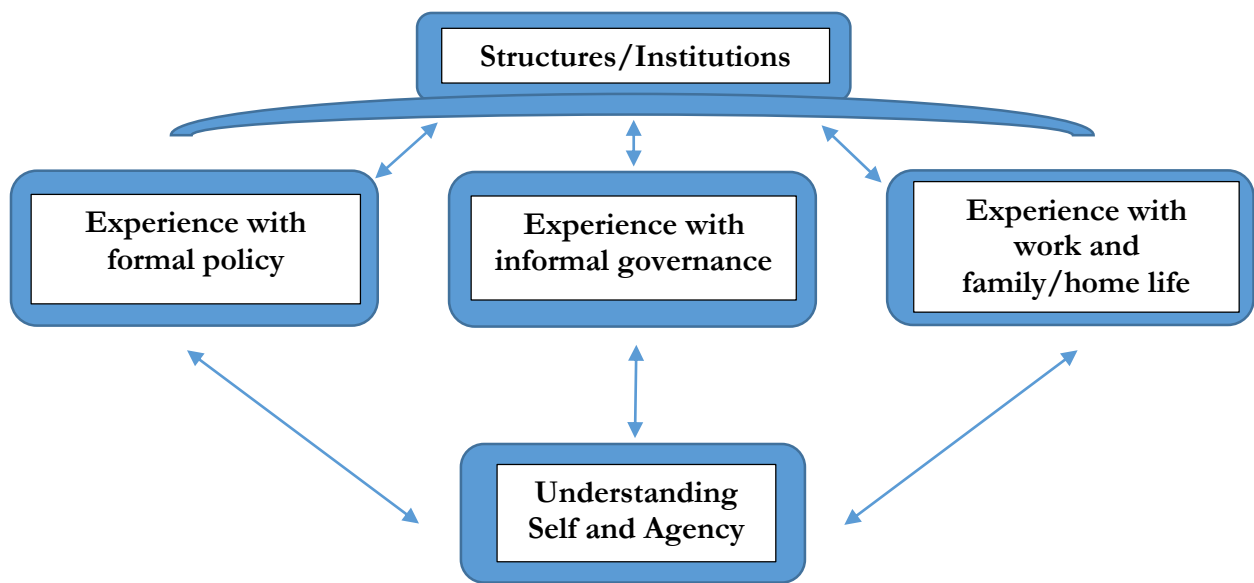 Structures/Institutions
Experience with
formal policy
Experience with
informal governance
Experience with
work and
family/home life
Understanding
Self and Agency